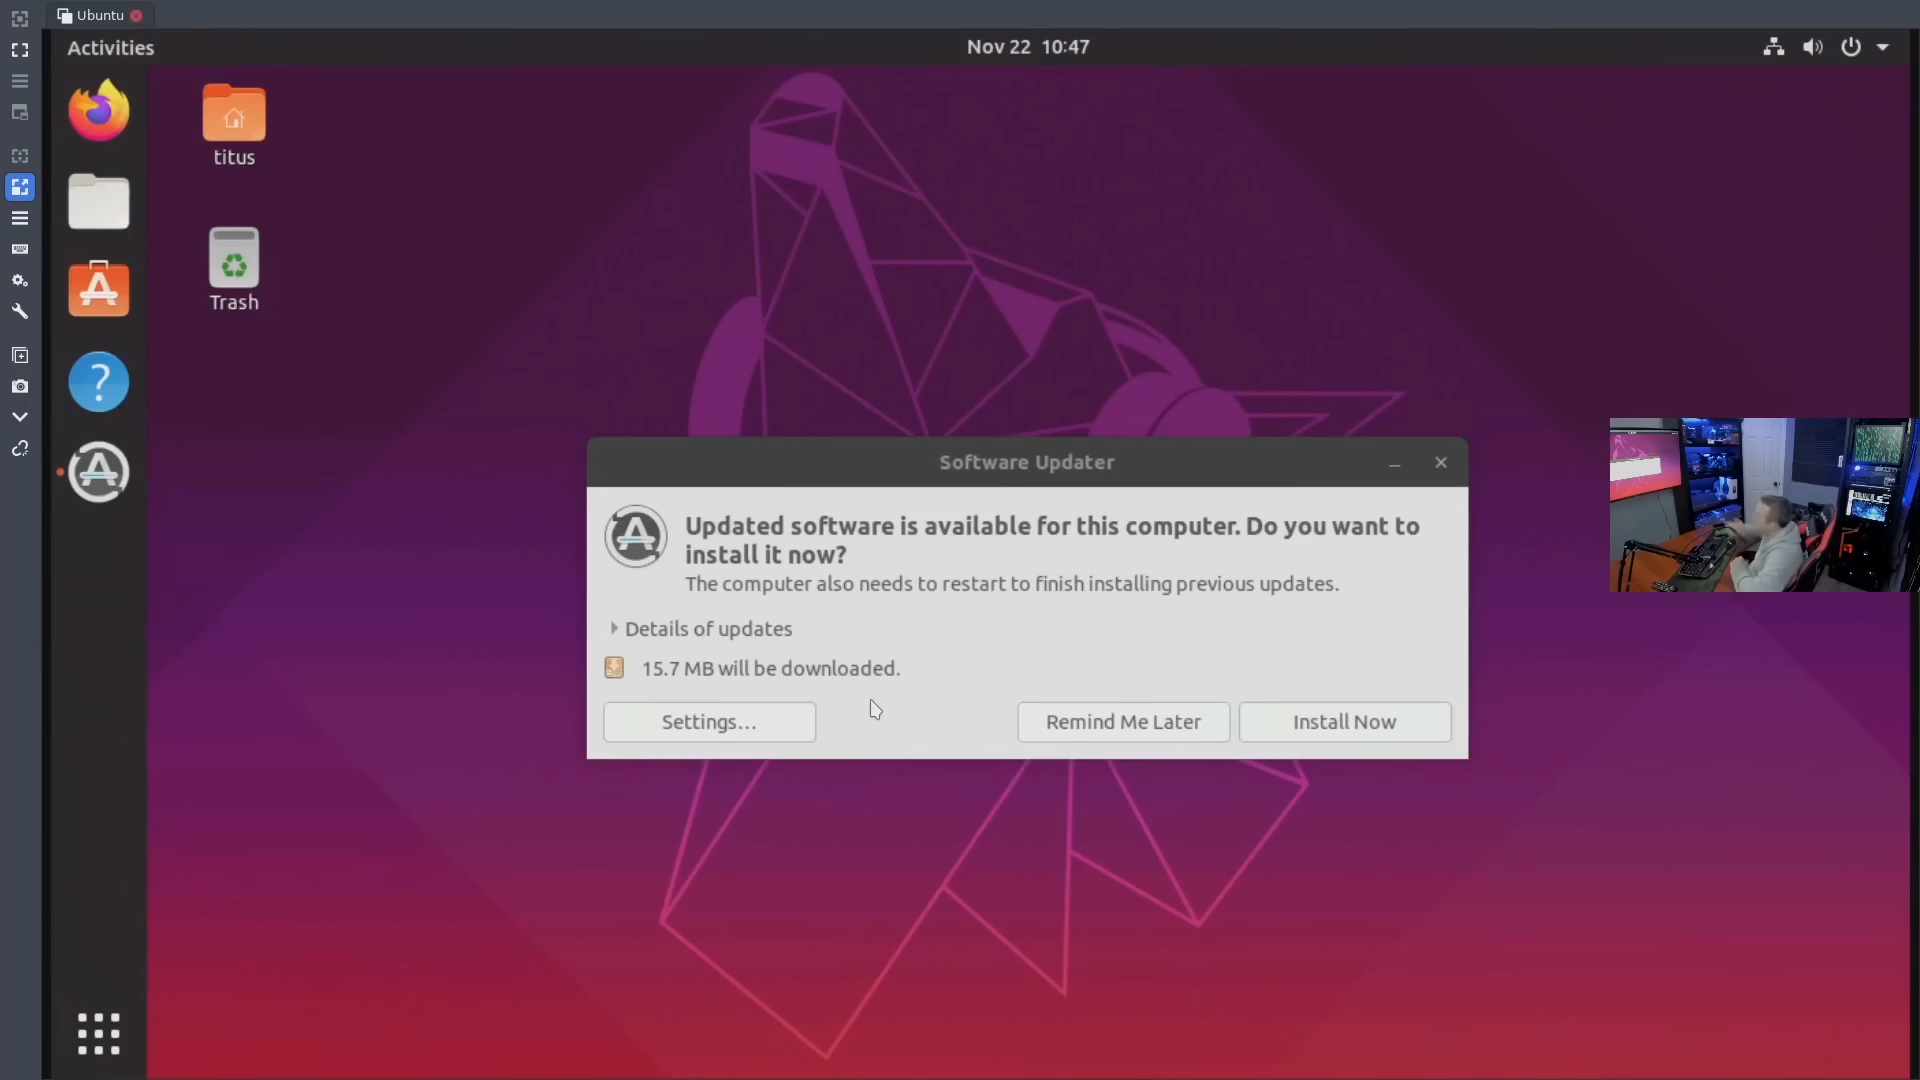 Ubuntu
Activities
Nov 22 10:47
titus
Trash
Software Updater
Updated software is available for this computer. Do you want to
install it now?
The computer also needs to restart to finish installing previous updates.
Details of updates
15.7 MB will be downloaded.
Settings…
Remind Me Later
Install Now